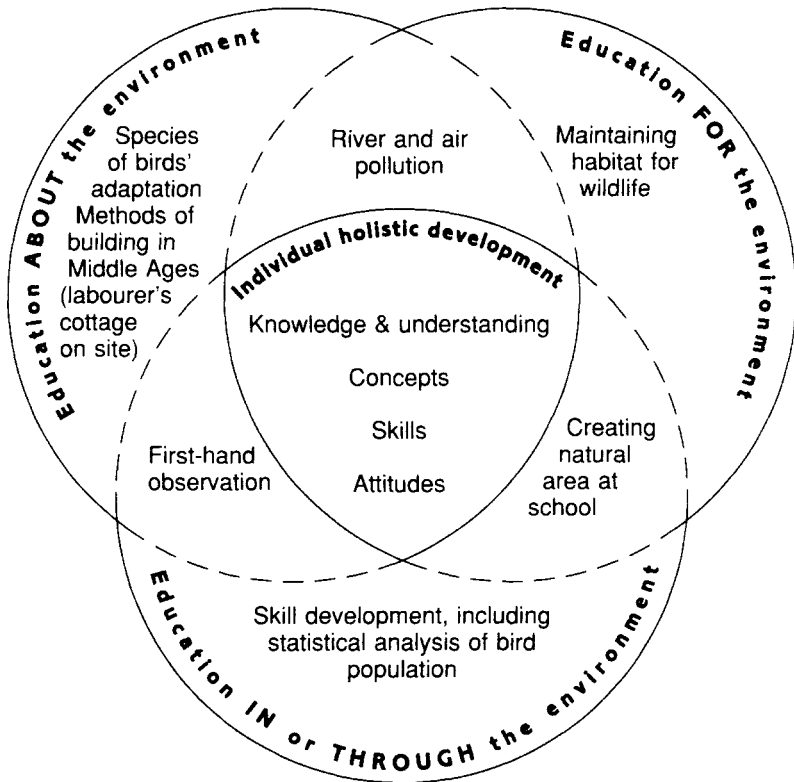 Education ABOUT the environment
Species
of birds'
adaptation
Methods of
building in
Middle Ages
(labourer's
cottage
on site)
River and air
pollution
Education FOR the environment
Maintaining
habitat for
wildlife
Individual holistic development
Knowledge & understanding
Concepts
Skills
Attitudes
First-hand
observation
Creating
natural
area at
school
Skill development, including
statistical analysis of bird
population
Education IN or THROUGH the environment